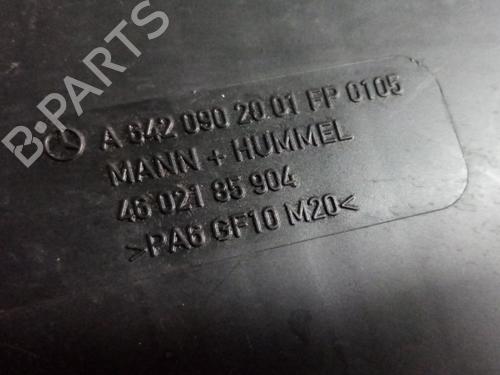 B-PARTS
A 642 090 20 01 FP 0105
MANN + HUMMEL
46 021 85 904
>PA6 GF10 M20<